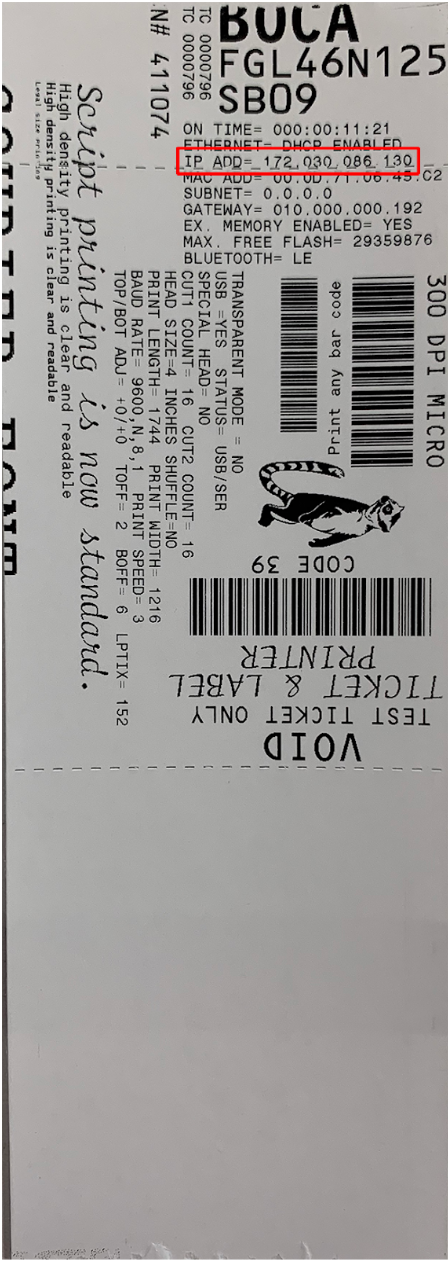 BOCA
FGL46N125
SB09
ON TIME= 000:00:11:21
ETHERNET= DHCP ENABLED
IP ADD= 172.030.086.130
MAC ADD= 00.0D.71.06.45.C2
SUBNET= 0.0.0.0
GATEWAY= 010.000.000.192
EX. MEMORY ENABLED= YES
MAX. FREE FLASH= 29359876
BLUETOOTH= LE
TC 0000796
TC 0000796
N# 411074
300 DPI MICRO
Print any bar code
TRANSPARENT MODE = NO
USB =YES STATUS= USB/SER
SPECIAL HEAD= NO
CUT1 COUNT= 16 CUT2 COUNT= 16
HEAD SIZE=4 INCHES SHUFFLE=NO
PRINT LENGTH= 1744 PRINT WIDTH= 1216
BAUD RATE= 9600,N,8,1 PRINT SPEED= 3
TOP/BOT ADJ= +0/+0 TOFF= 2 BOFF= 6 LPTIX= 152
Script printing is now standard.
High density printing is clear and readable
High density printing is clear and readable
Legal size printing
CODE 39
TICKET & LABEL
PRINTER
TEST TICKET ONLY
VOID